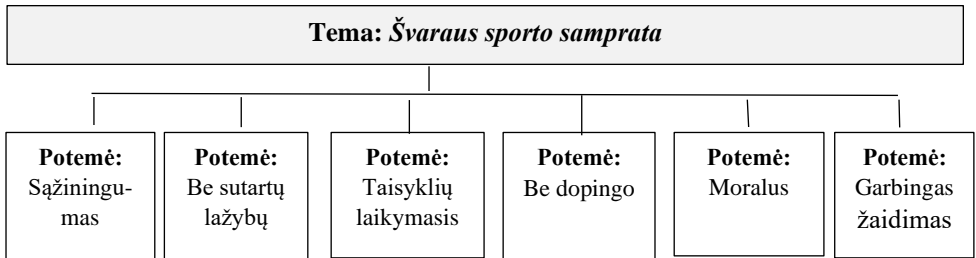 Tema: Švaraus sporto samprata
Potemė:
Sąžiningu-
mas
Potemė:
Be sutartų
lažybų
Potemė:
Taisyklių
laikymasis
Potemė:
Be dopingo
Potemė:
Moralus
Potemė:
Garbingas
žaidimas